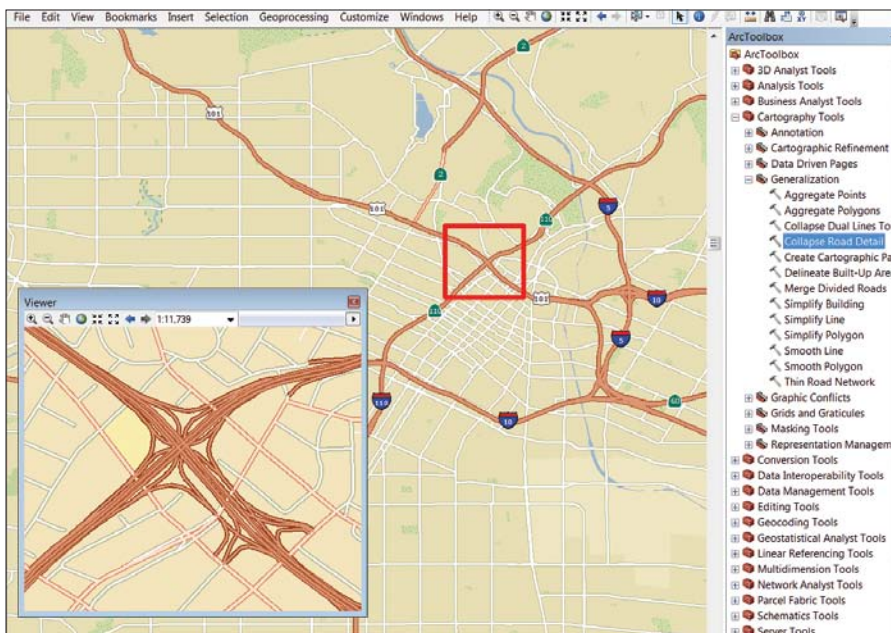 File Edit View Bookmarks Insert Selection Geoprocessing Customize Windows Help
ArcToolbox
ArcToolbox
3D Analyst Tools
Analysis Tools
Business Analyst Tools
Cartography Tools
Annotation
Cartographic Refinement
Data Driven Pages
Generalization
Aggregate Points
Aggregate Polygons
Collapse Dual Lines To
Collapse Road Detail
Create Cartographic Pa
Delineate Built-Up Are
Merge Divided Roads
Simplify Building
Simplify Line
Simplify Polygon
Smooth Line
Smooth Polygon
Thin Road Network
Graphic Conflicts
Grids and Graticules
Masking Tools
Representation Managem
Conversion Tools
Data Interoperability Tools
Data Management Tools
Editing Tools
Geocoding Tools
Geostatistical Analyst Tools
Linear Referencing Tools
Multidimension Tools
Network Analyst Tools
Parcel Fabric Tools
Schematics Tools
Server Tools
2
101
2
101
5
110
101
10
110
5
110
10
60
Viewer
1:11,739